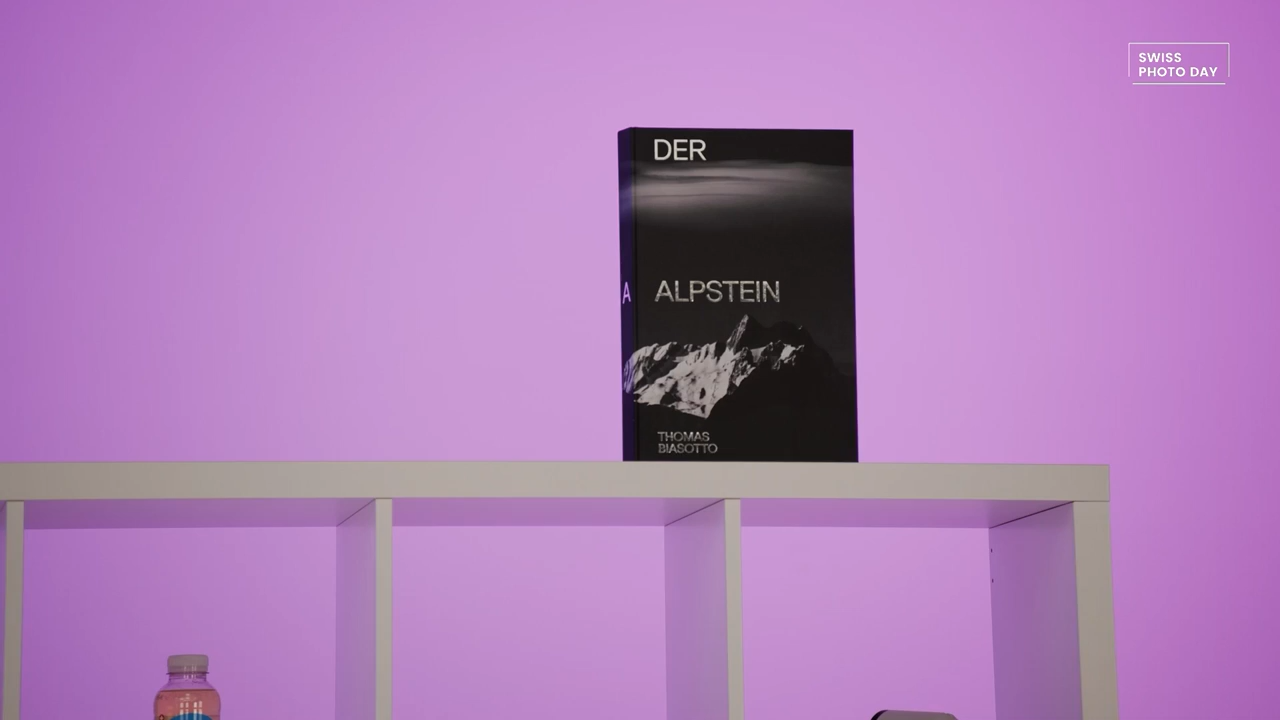 SWISS
PHOTO DAY
DER
A
ALPSTEIN
THOMAS
BIASOTTO